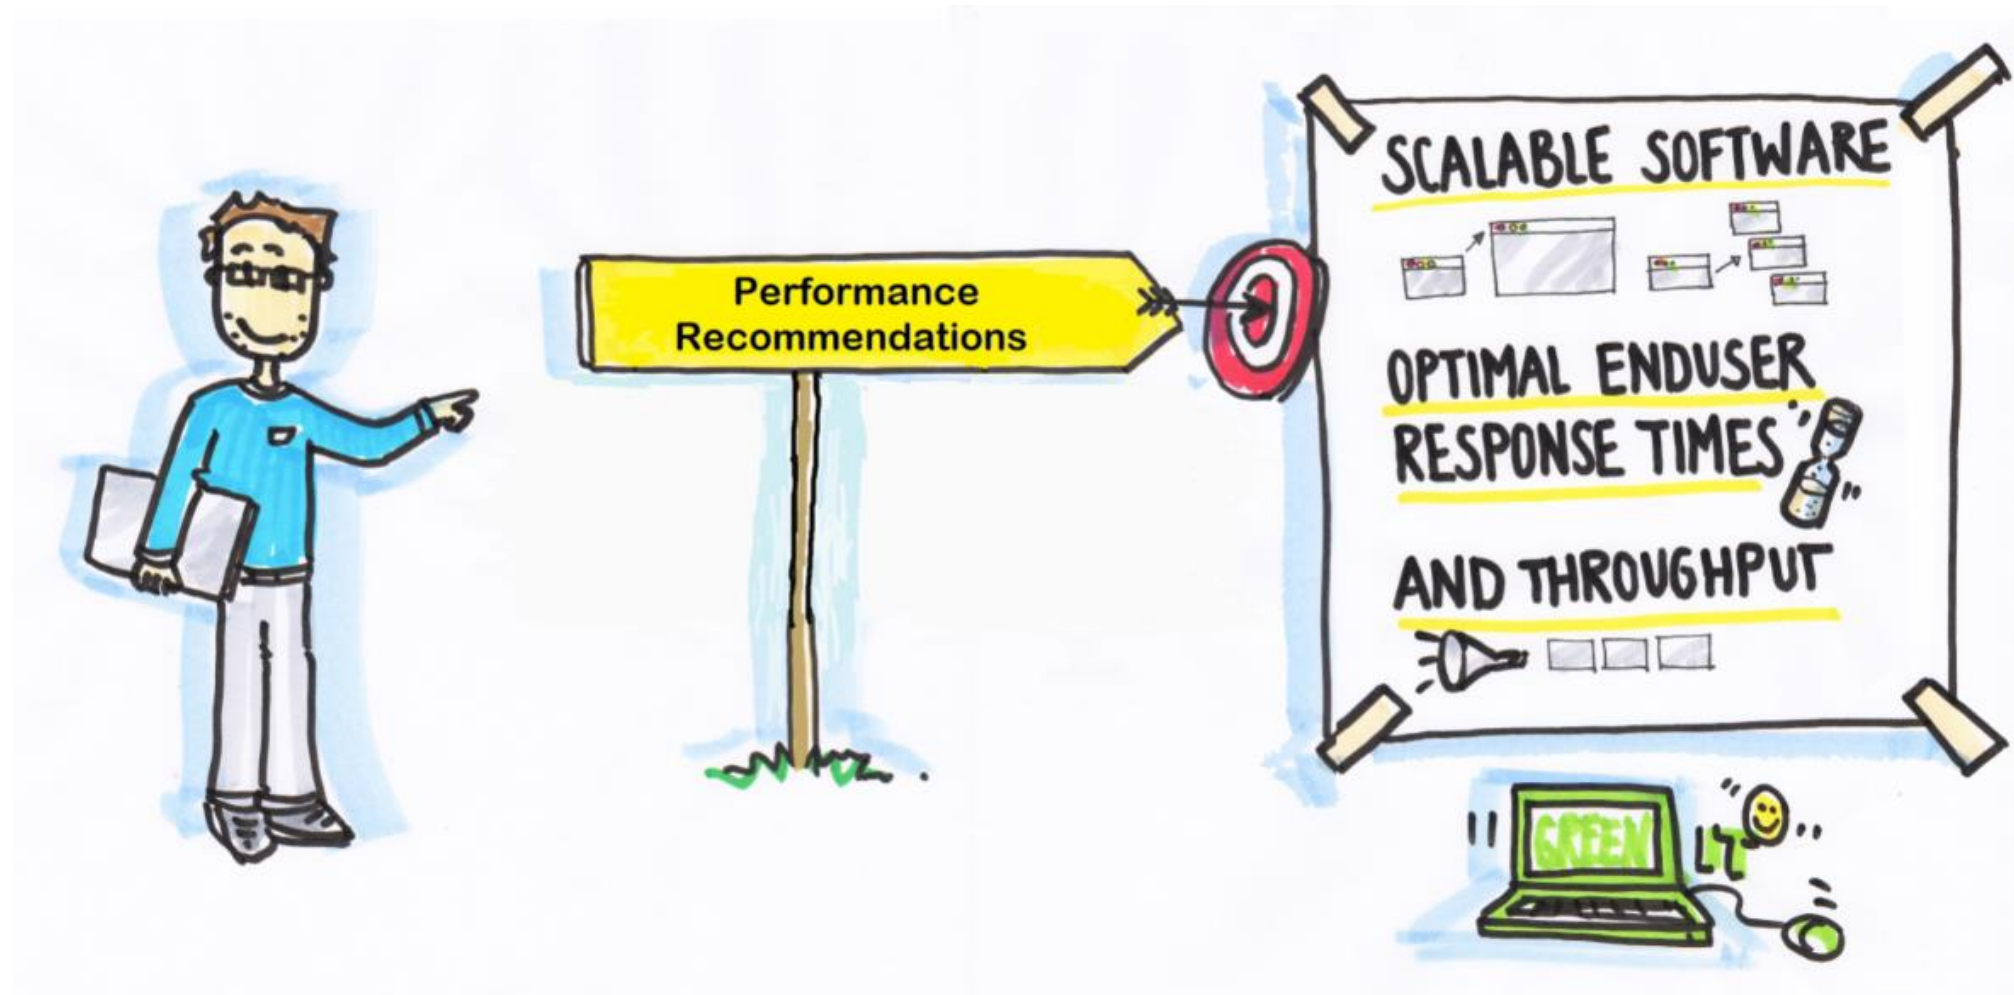 Performance
Recommendations
SCALABLE SOFTWARE
OPTIMAL ENDUSER
RESPONSE TIMES
AND THROUGHPUT
GREEN IT